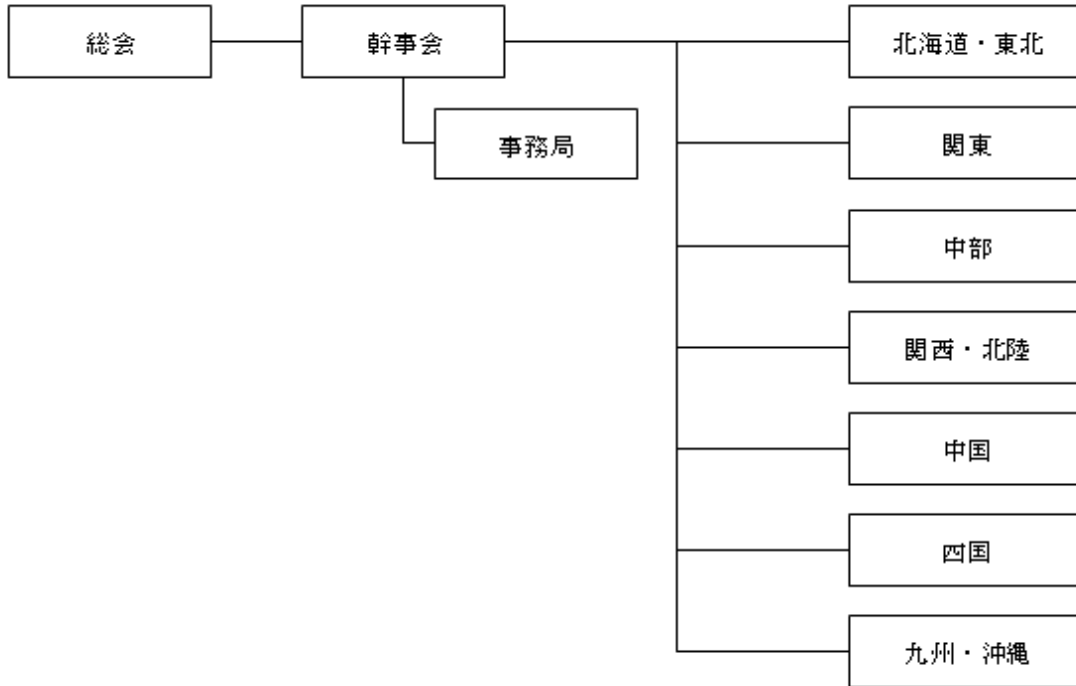 総会
幹事会
事務局
北海道・東北
関東
中部
関西・北陸
中国
四国
九州・沖縄